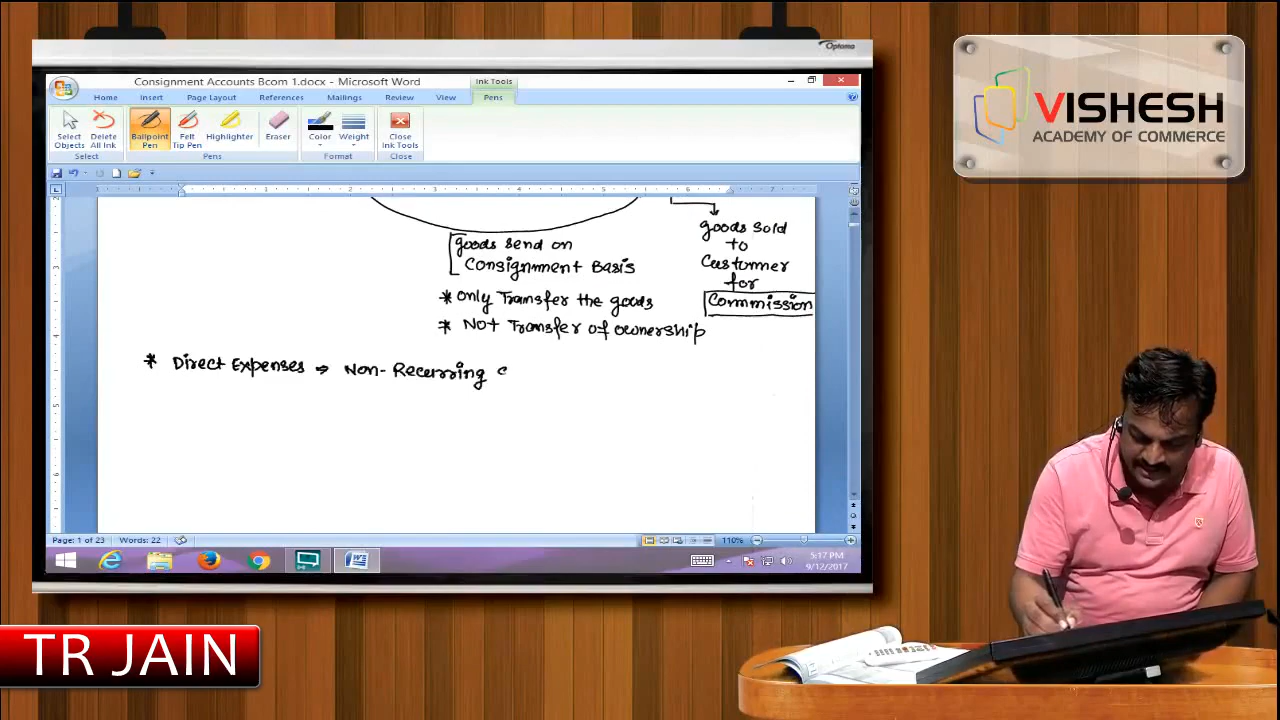 Optoma
Consignment Accounts Bcom 1.docx - Microsoft Word
Ink Tools
Home Insert Page Layout References Mailings Review View Pens
Select Objects
Delete All Ink
Ballpoint Pen
Felt Tip Pen
Highlighter
Eraser
Color
Weight
Close Ink Tools
Select Pens Format Close
goods send on
Consignment Basis
* Only Transfer the goods
* Not Transfer of ownership
goods sold
to
Customer
for
Commission
* Direct Expenses ⇒ Non-Recurring e
Page: 1 of 23 Words: 22 110%
5:17 PM
9/12/2017
VISHESH
ACADEMY OF COMMERCE
TR JAIN